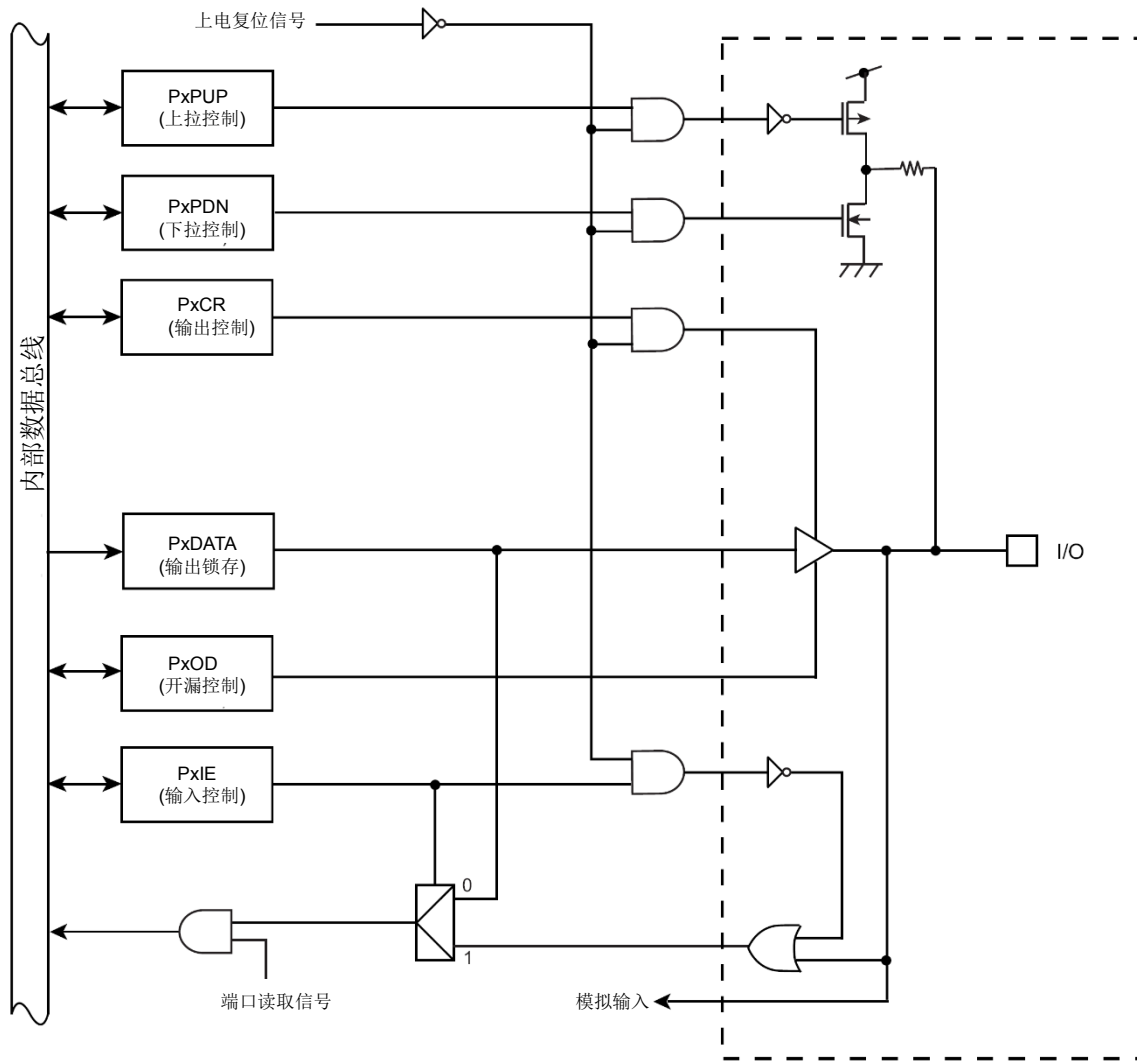 上电复位信号
PxPUP
(上拉控制)
PxPDN
(下拉控制)
PxCR
(输出控制)
内部数据总线
PxDATA
(输出锁存)
I/O
PxOD
(开漏控制)
PxIE
(输入控制)
0
1
端口读取信号
模拟输入